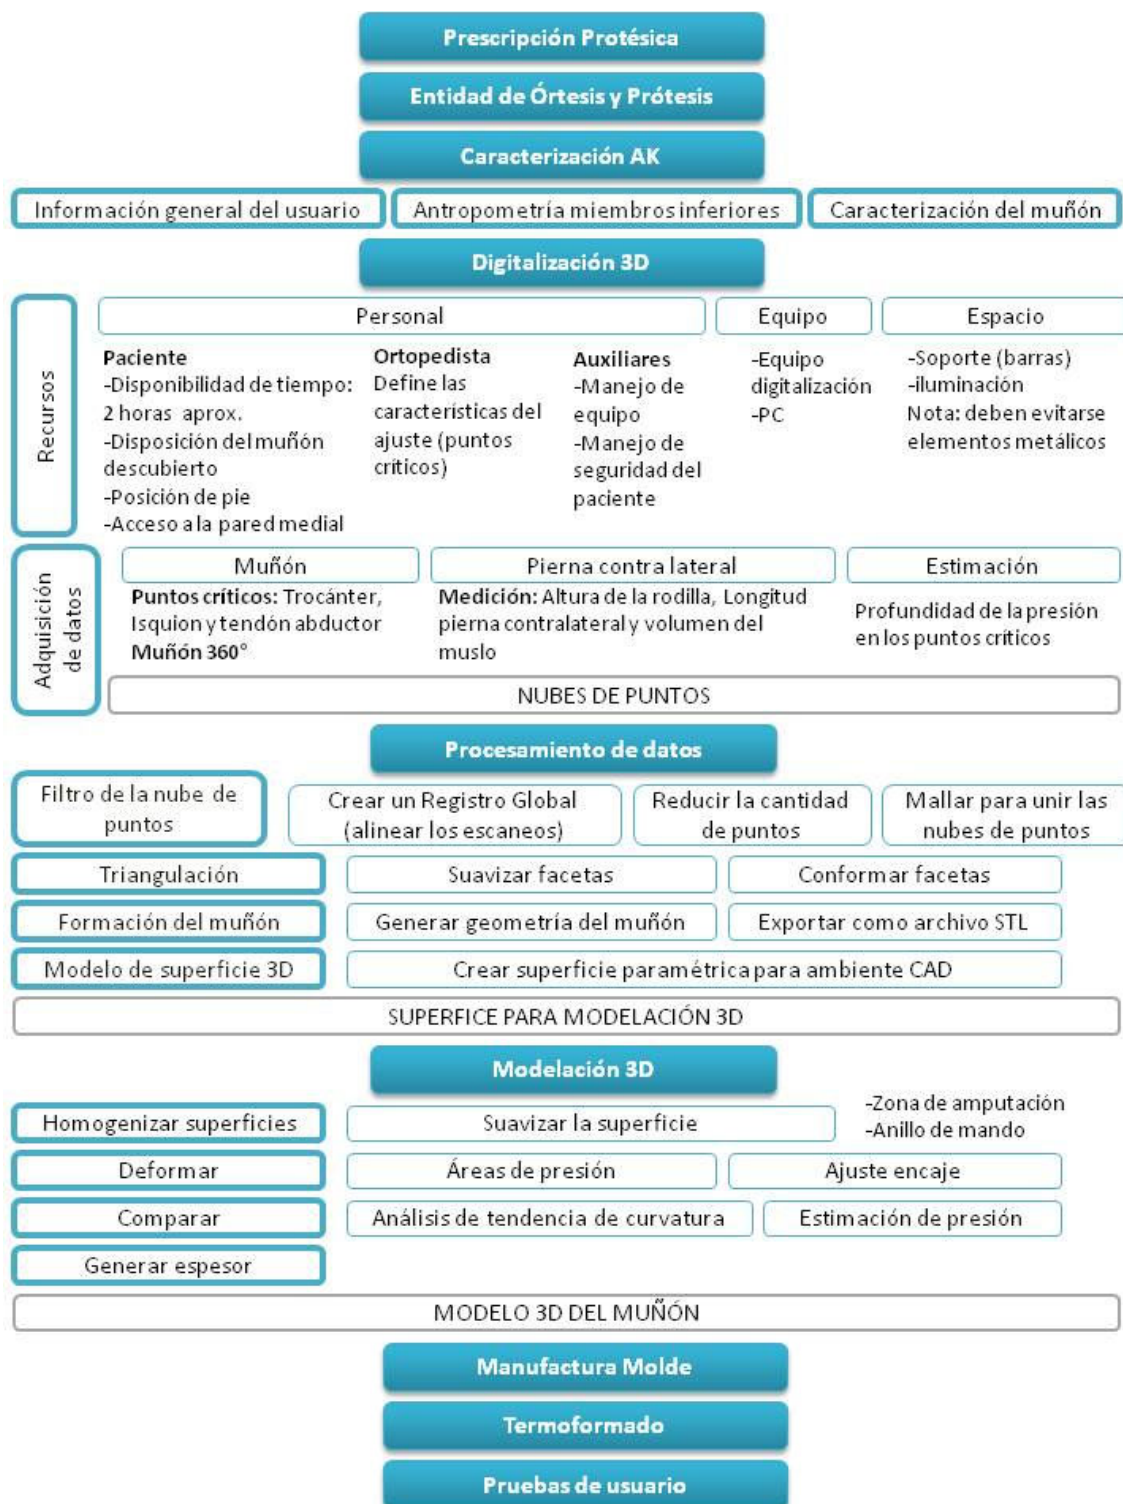 Prescripción Protésica
Entidad de Órtesis y Prótesis
Caracterización AK
Información general del usuario
Antropometría miembros inferiores
Caracterización del muñón
Digitalización 3D
Recursos
Personal
Equipo
Espacio
Paciente
-Disponibilidad de tiempo:
2 horas aprox.
-Disposición del muñón
descubierto
-Posición de pie
-Acceso a la pared medial
Ortopedista
Define las
características del
ajuste (puntos
críticos)
Auxiliares
-Manejo de
equipo
-Manejo de
seguridad del
paciente
-Equipo
digitalización
-PC
-Soporte (barras)
-iluminación
Nota: deben evitarse
elementos metálicos
Adquisición
de datos
Muñón
Pierna contra lateral
Estimación
Puntos críticos: Trocánter,
Isquion y tendón abductor
Muñón 360°
Medición: Altura de la rodilla, Longitud
pierna contralateral y volumen del
muslo
Profundidad de la presión
en los puntos críticos
NUBES DE PUNTOS
Procesamiento de datos
Filtro de la nube de
puntos
Crear un Registro Global
(alinear los escaneos)
Reducir la cantidad
de puntos
Mallar para unir las
nubes de puntos
Triangulación
Suavizar facetas
Conformar facetas
Formación del muñón
Generar geometría del muñón
Exportar como archivo STL
Modelo de superficie 3D
Crear superficie paramétrica para ambiente CAD
SUPERFICE PARA MODELACIÓN 3D
Modelación 3D
Homogenizar superficies
Suavizar la superficie
-Zona de amputación
-Anillo de mando
Deformar
Áreas de presión
Ajuste encaje
Comparar
Análisis de tendencia de curvatura
Estimación de presión
Generar espesor
MODELO 3D DEL MUÑÓN
Manufactura Molde
Termoformado
Pruebas de usuario